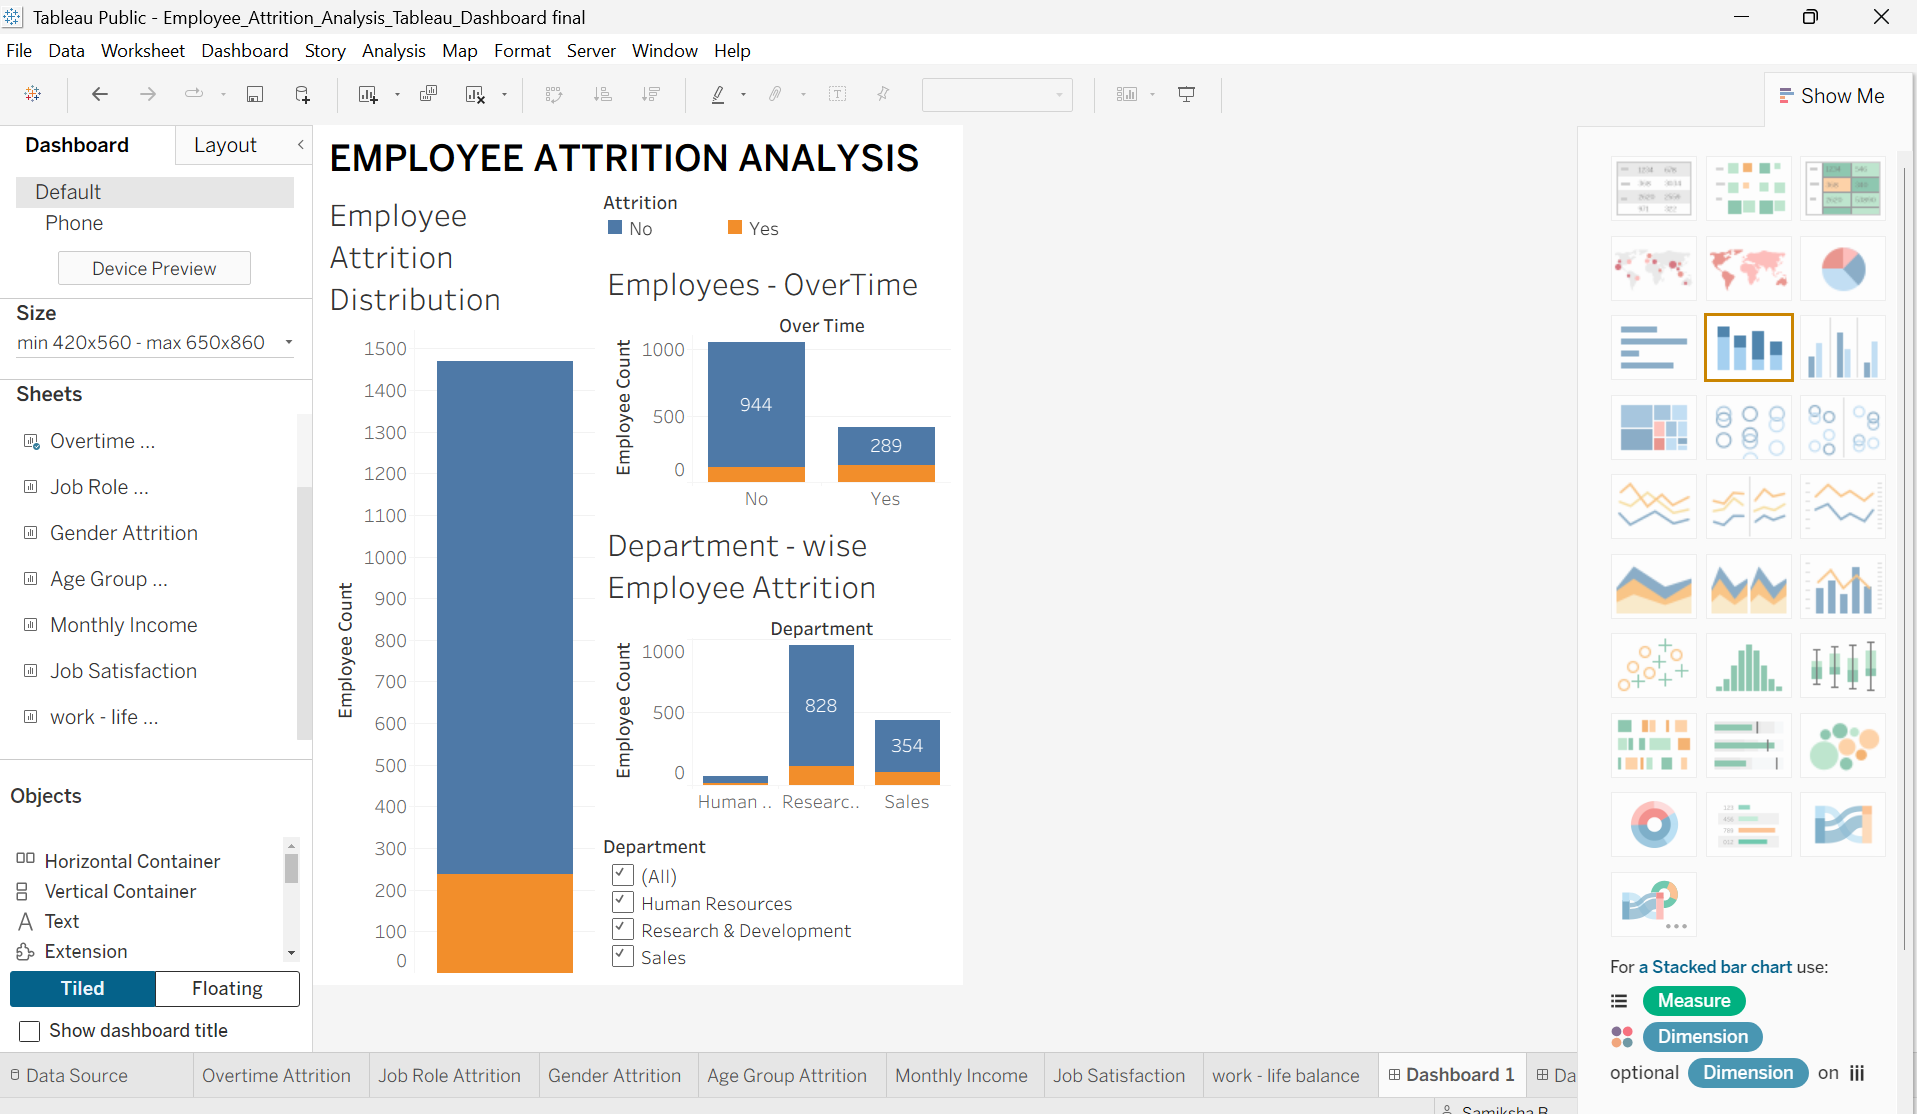 Tableau Public - Employee_Attrition_Analysis_Tableau_Dashboard final
File Data Worksheet Dashboard Story Analysis Map Format Server Window Help
Show Me
Dashboard
Layout
Default
Phone
Device Preview
Size
min 420x560 - max 650x860
Sheets
Overtime ...
Job Role ...
Gender Attrition
Age Group ...
Monthly Income
Job Satisfaction
work - life ...
Objects
Horizontal Container
Vertical Container
Text
Extension
Tiled
Floating
Show dashboard title
EMPLOYEE ATTRITION ANALYSIS
Employee
Attrition
Distribution
Employee Count
1500
1400
1300
1200
1100
1000
900
800
700
600
500
400
300
200
100
0
Attrition
No
Yes
Employees - OverTime
Over Time
Employee Count
1000
500
0
944
289
No
Yes
Department - wise
Employee Attrition
Department
Employee Count
1000
500
0
828
354
Human ..
Researc..
Sales
Department
(All)
Human Resources
Research & Development
Sales
For a Stacked bar chart use:
Measure
Dimension
optional Dimension on
Data Source
Overtime Attrition
Job Role Attrition
Gender Attrition
Age Group Attrition
Monthly Income
Job Satisfaction
work - life balance
Dashboard 1
Da
Samiksha B